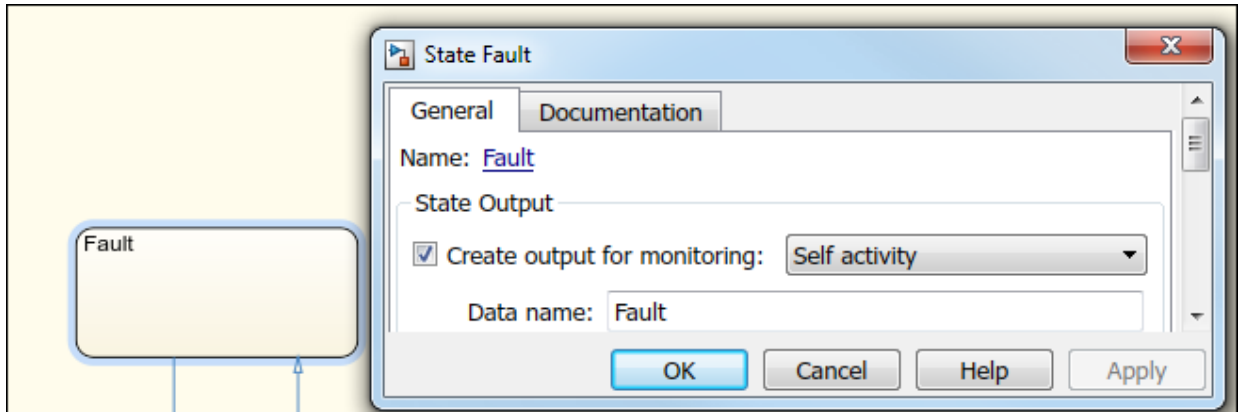 State Fault
General Documentation
Name: Fault
State Output
Create output for monitoring: Self activity
Data name: Fault
OK Cancel Help Apply
Fault